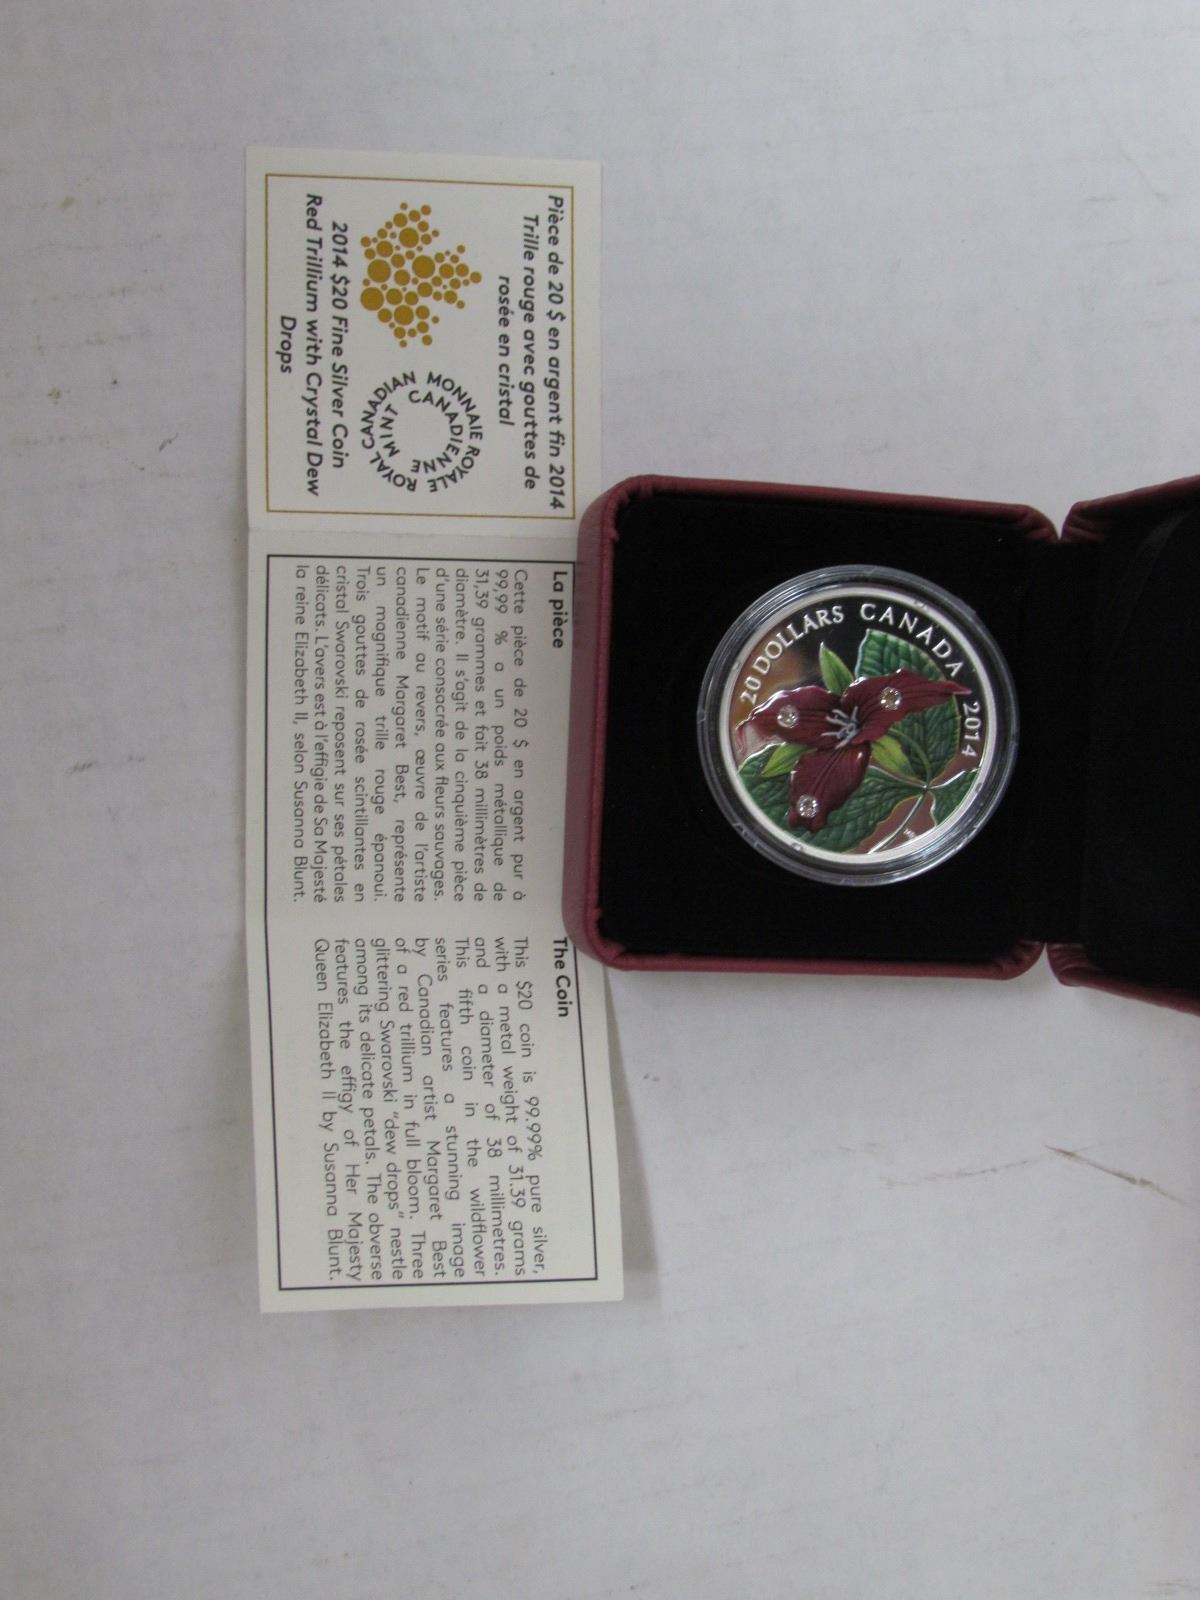 Pièce de 20 $ en argent fin 2014
Trille rouge avec gouttes de
rosée en cristal
MONNAIE ROYALE
CANADIENNE
ROYAL CANADIAN
MINT
2014 $20 Fine Silver Coin
Red Trillium with Crystal Dew
Drops
La pièce
Cette pièce de 20 $ en argent pur à
99,99 % a un poids métallique de
31,39 grammes et fait 38 millimètres de
diamètre. Il s'agit de la cinquième pièce
d'une série consacrée aux fleurs sauvages.
Le motif au revers, œuvre de l'artiste
canadienne Margaret Best, représente
un magnifique trille rouge épanoui.
Trois gouttes de rosée scintillantes en
cristal Swarovski reposent sur ses pétales
délicats. L'avers est à l'effigie de Sa Majesté
la reine Elizabeth II, selon Susanna Blunt.
The Coin
This $20 coin is 99.99% pure silver,
with a metal weight of 31.39 grams
and a diameter of 38 millimetres.
This fifth coin in the wildflower
series features a stunning image
by Canadian artist Margaret Best
of a red trillium in full bloom. Three
glittering Swarovski "dew drops" nestle
among its delicate petals. The obverse
features the effigy of Her Majesty
Queen Elizabeth II by Susanna Blunt.
20 DOLLARS CANADA 2014